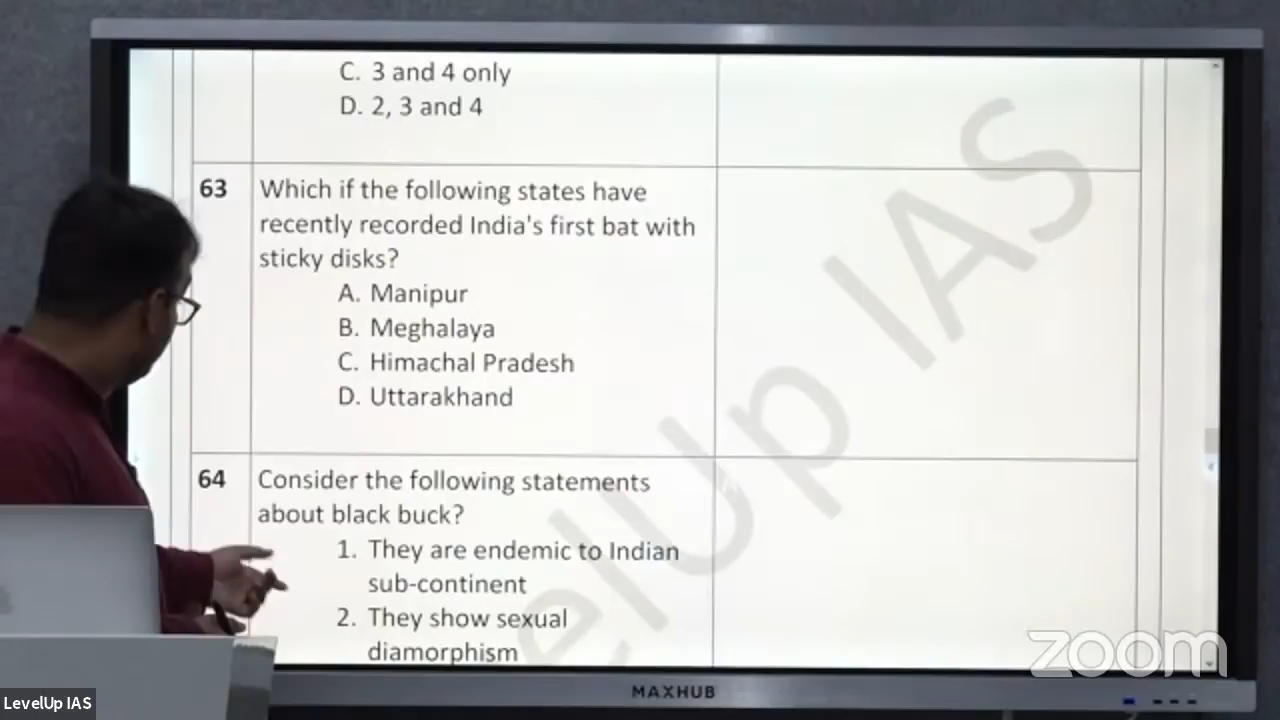 C. 3 and 4 only
D. 2, 3 and 4
63 Which if the following states have
recently recorded India's first bat with
sticky disks?
A. Manipur
B. Meghalaya
C. Himachal Pradesh
D. Uttarakhand
64 Consider the following statements
about black buck?
1. They are endemic to Indian
sub-continent
2. They show sexual
diamorphism
elUp IAS
zoom
MAXHUB
LevelUp IAS